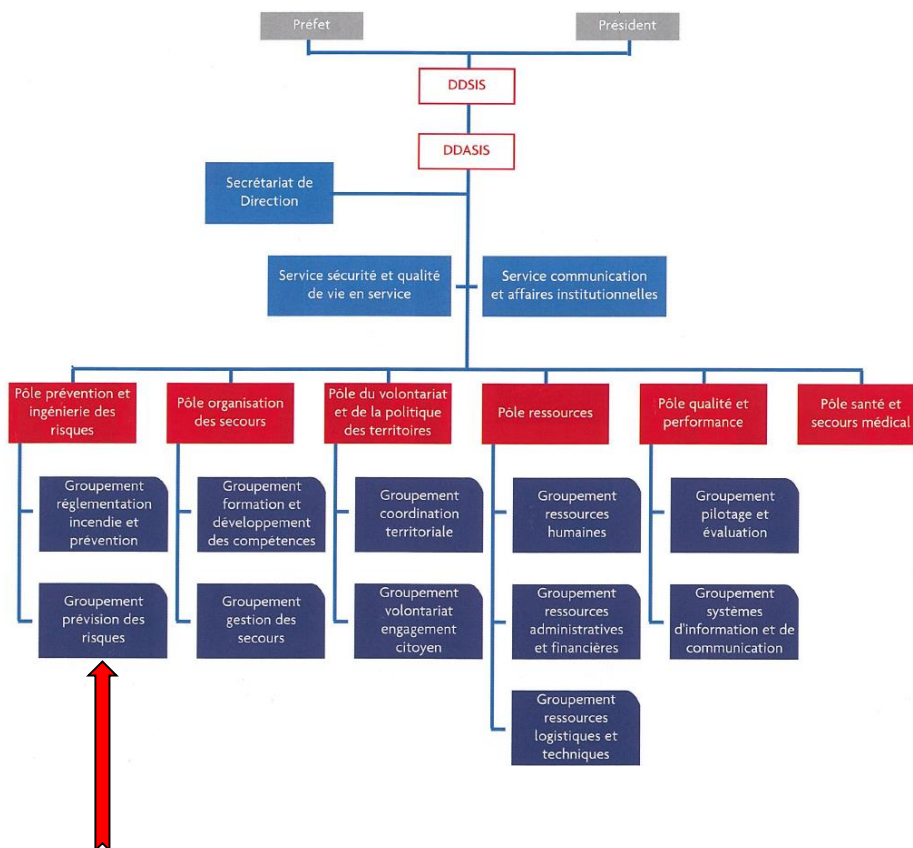 Préfet
Président
DDSIS
DDASIS
Secrétariat de
Direction
Service sécurité et qualité
de vie en service
Service communication
et affaires institutionnelles
Pôle prévention et
ingénierie des
risques
Pôle organisation
des secours
Pôle du volontariat
et de la politique
des territoires
Pôle ressources
Pôle qualité et
performance
Pôle santé et
secours médical
Groupement
réglementation
incendie et
prévention
Groupement
formation et
développement
des compétences
Groupement
coordination
territoriale
Groupement
ressources
humaines
Groupement
pilotage et
évaluation
Groupement
prévision des
risques
Groupement
gestion des
secours
Groupement
volontariat
engagement
citoyen
Groupement
ressources
administratives
et financières
Groupement
systèmes
d'information et de
communication
Groupement
ressources
logistiques et
techniques